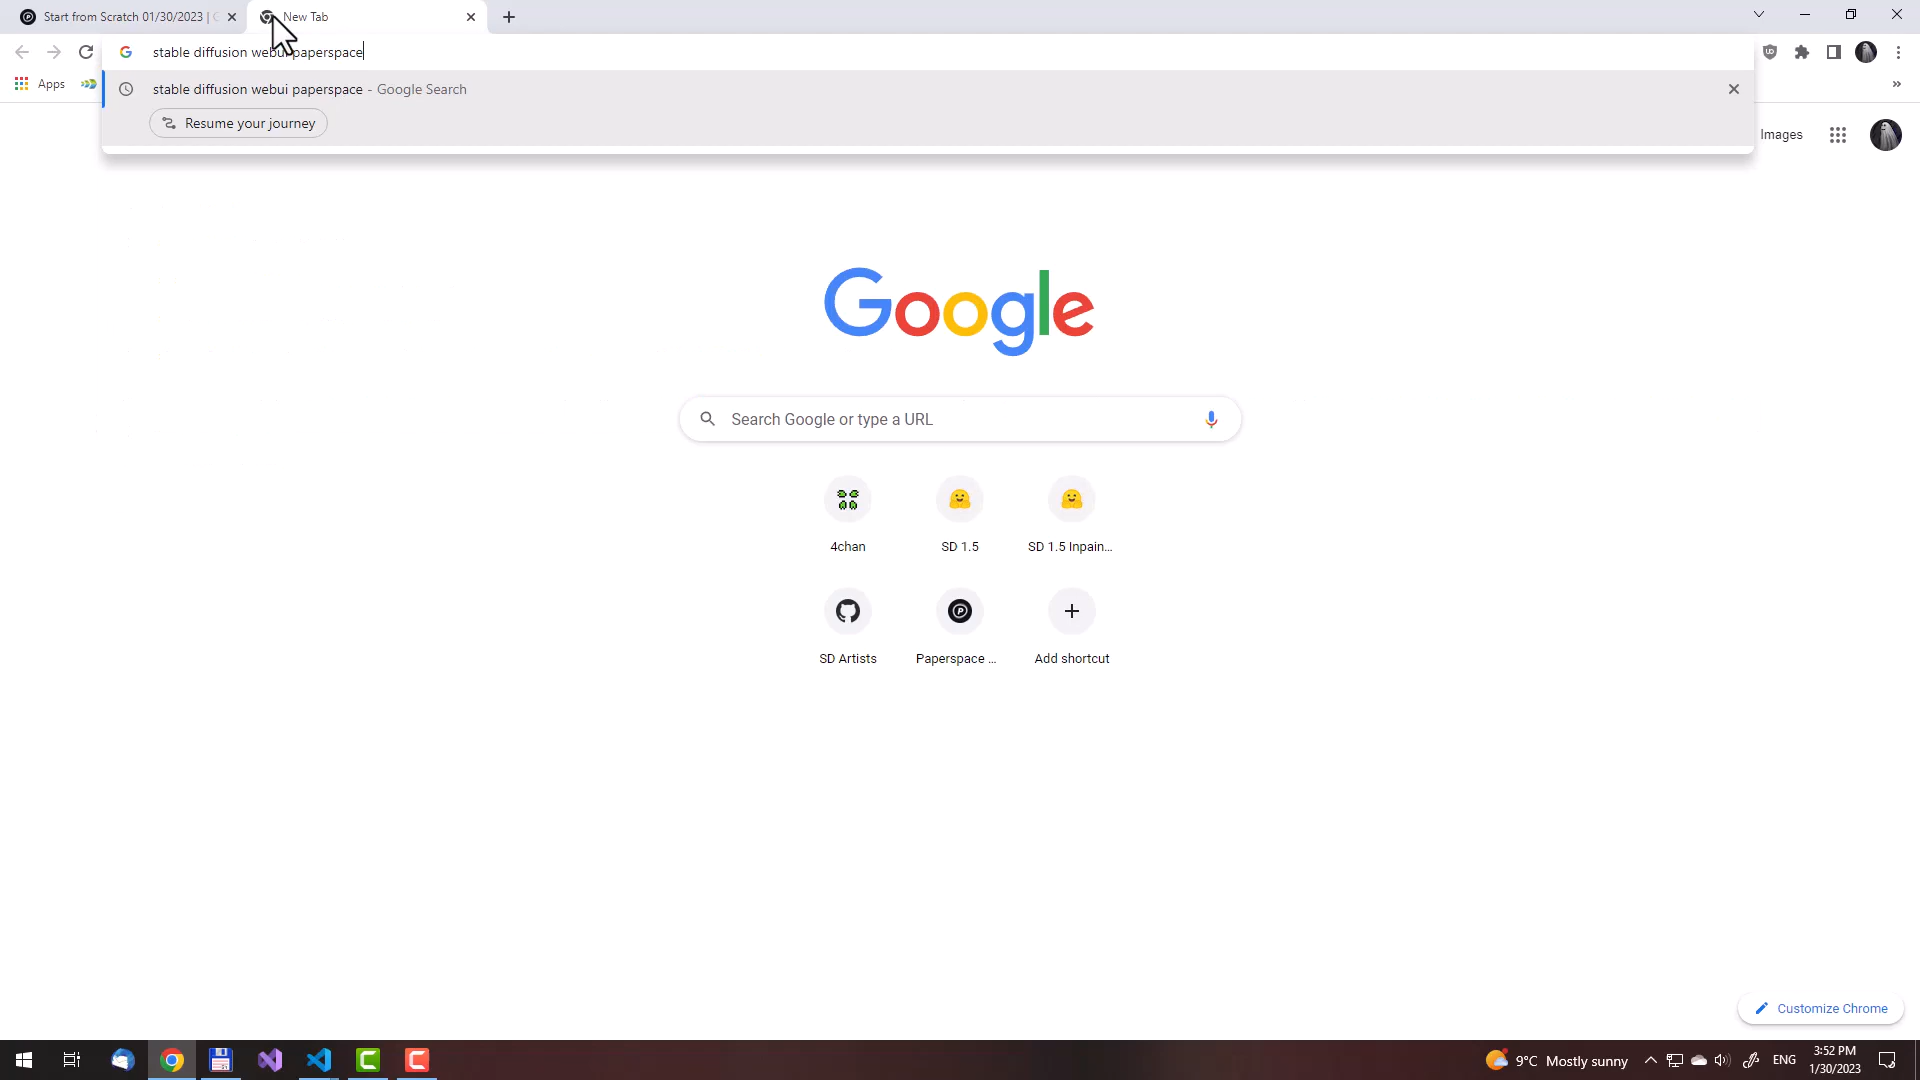 Start from Scratch 01/30/2023 |
New Tab
stable diffusion webui paperspace
Apps
stable diffusion webui paperspace - Google Search
Resume your journey
Images
Google
Search Google or type a URL
4chan
SD 1.5
SD 1.5 Inpain...
SD Artists
Paperspace ...
Add shortcut
Customize Chrome
9°C Mostly sunny
ENG
3:52 PM
1/30/2023